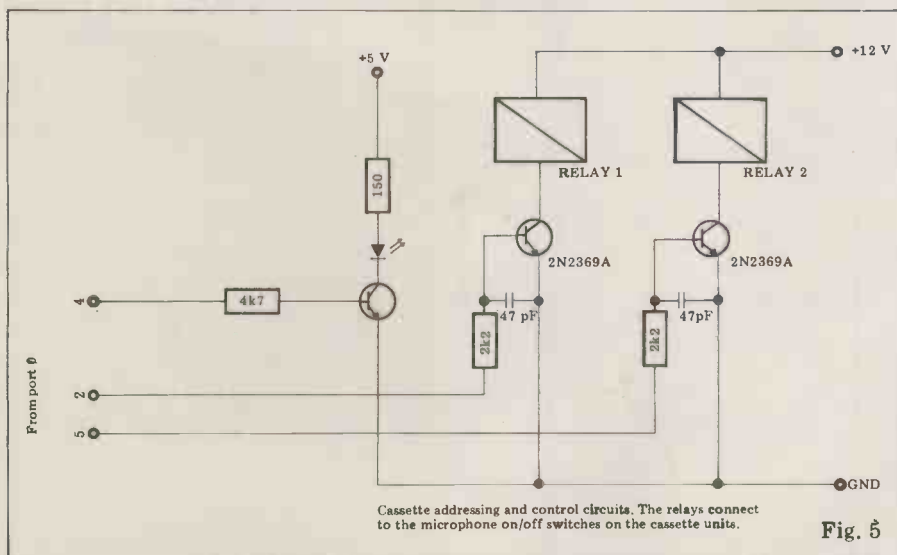 +5 V
+12 V
150
RELAY 1
RELAY 2
2N2369A
2N2369A
4
4k7
47 pF
47pF
2k2
2k2
From port 0
2
5
GND
Cassette addressing and control circuits. The relays connect
to the microphone on/off switches on the cassette units.
Fig. 5